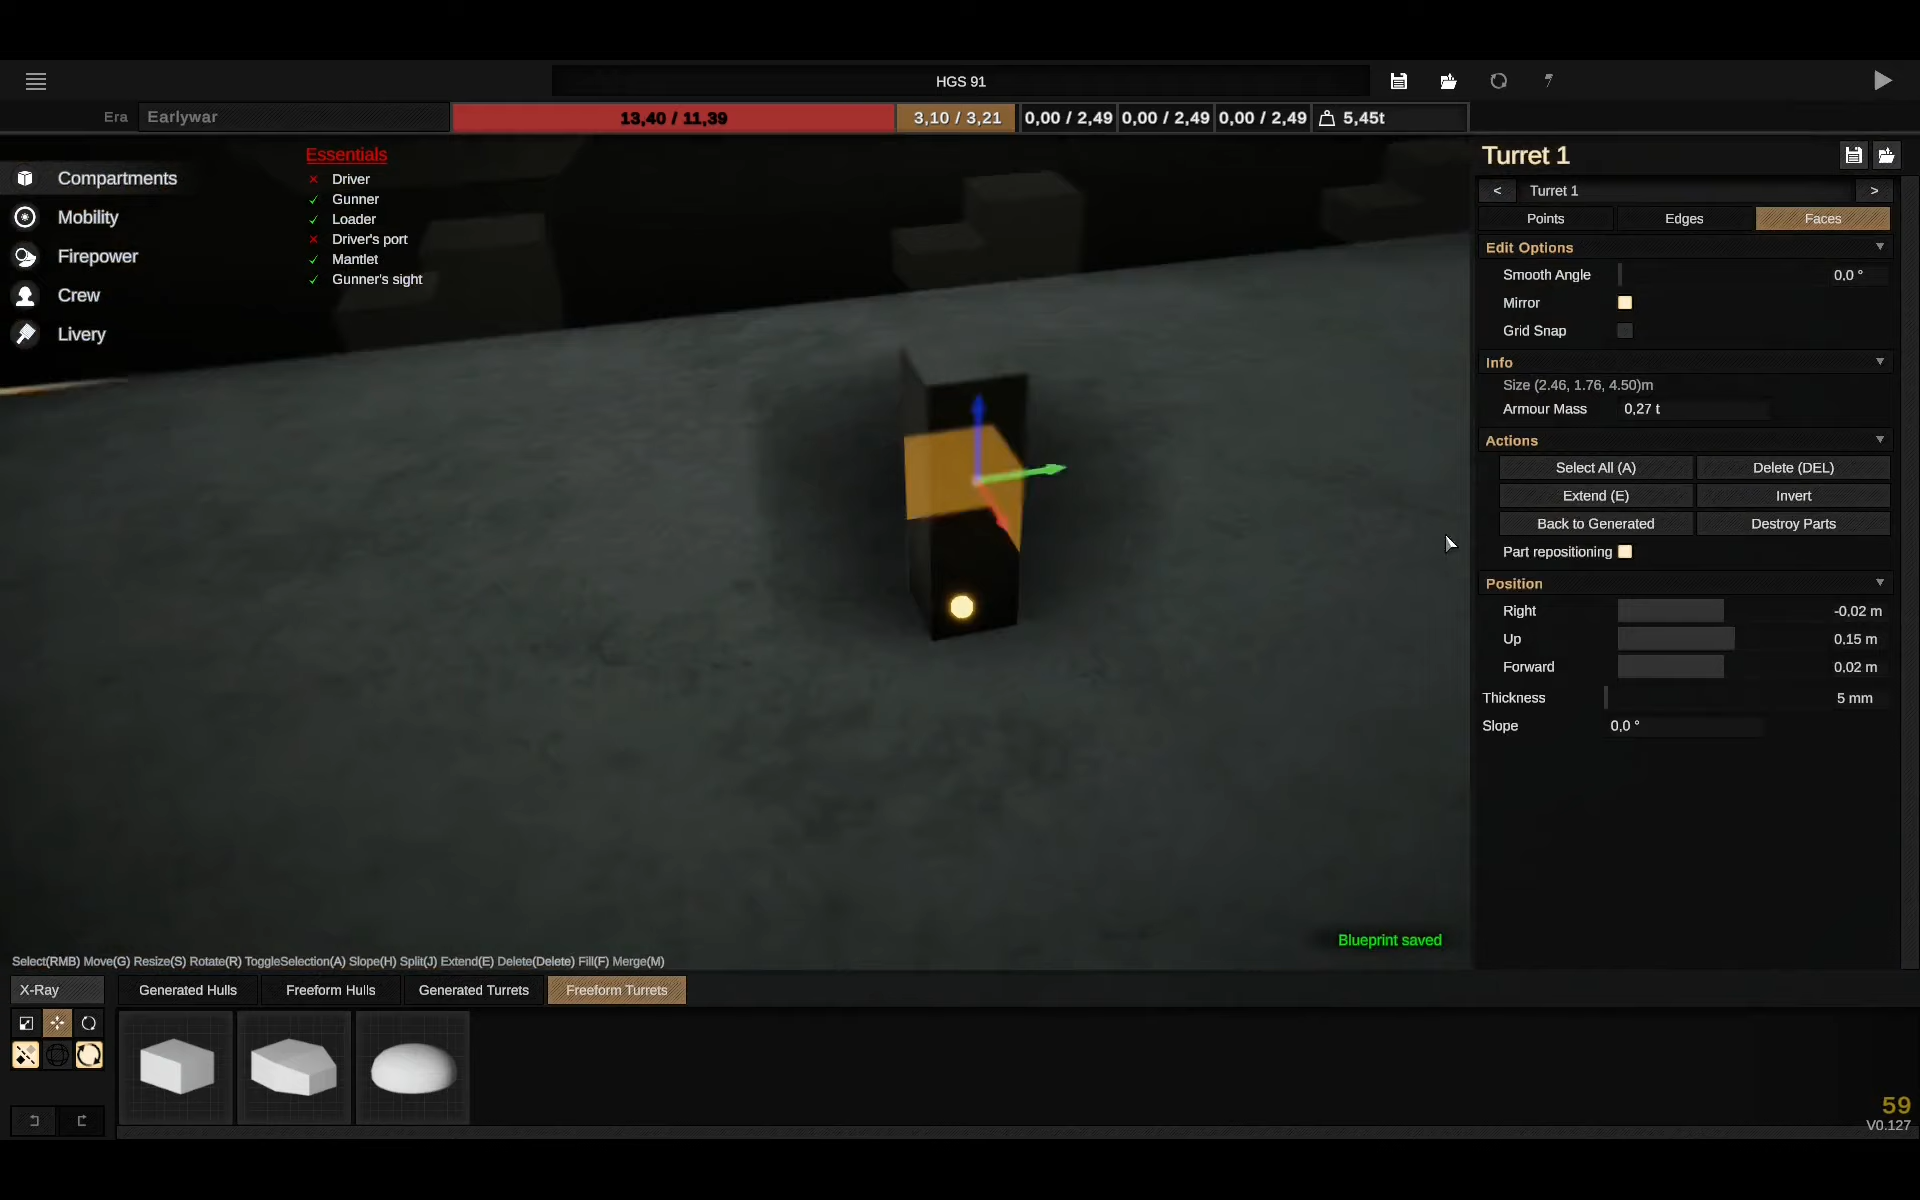 HGS 91
Era Earlywar 13,40 / 11,39 3,10 / 3,21 0,00 / 2,49 0,00 / 2,49 0,00 / 2,49 5,45t
Compartments
Mobility
Firepower
Crew
Livery
Essentials
× Driver
✓ Gunner
✓ Loader
× Driver's port
✓ Mantlet
✓ Gunner's sight
Turret 1
< Turret 1 >
Points Edges Faces
Edit Options
Smooth Angle 0,0 °
Mirror
Grid Snap
Info
Size (2.46, 1.76, 4.50)m
Armour Mass 0,27 t
Actions
Select All (A) Delete (DEL)
Extend (E) Invert
Back to Generated Destroy Parts
Part repositioning
Position
Right -0,02 m
Up 0,15 m
Forward 0,02 m
Thickness 5 mm
Slope 0,0 °
Blueprint saved
Select(RMB) Move(G) Resize(S) Rotate(R) ToggleSelection(A) Slope(H) Split(J) Extend(E) Delete(Delete) Fill(F) Merge(M)
X-Ray Generated Hulls Freeform Hulls Generated Turrets Freeform Turrets
59
V0.127